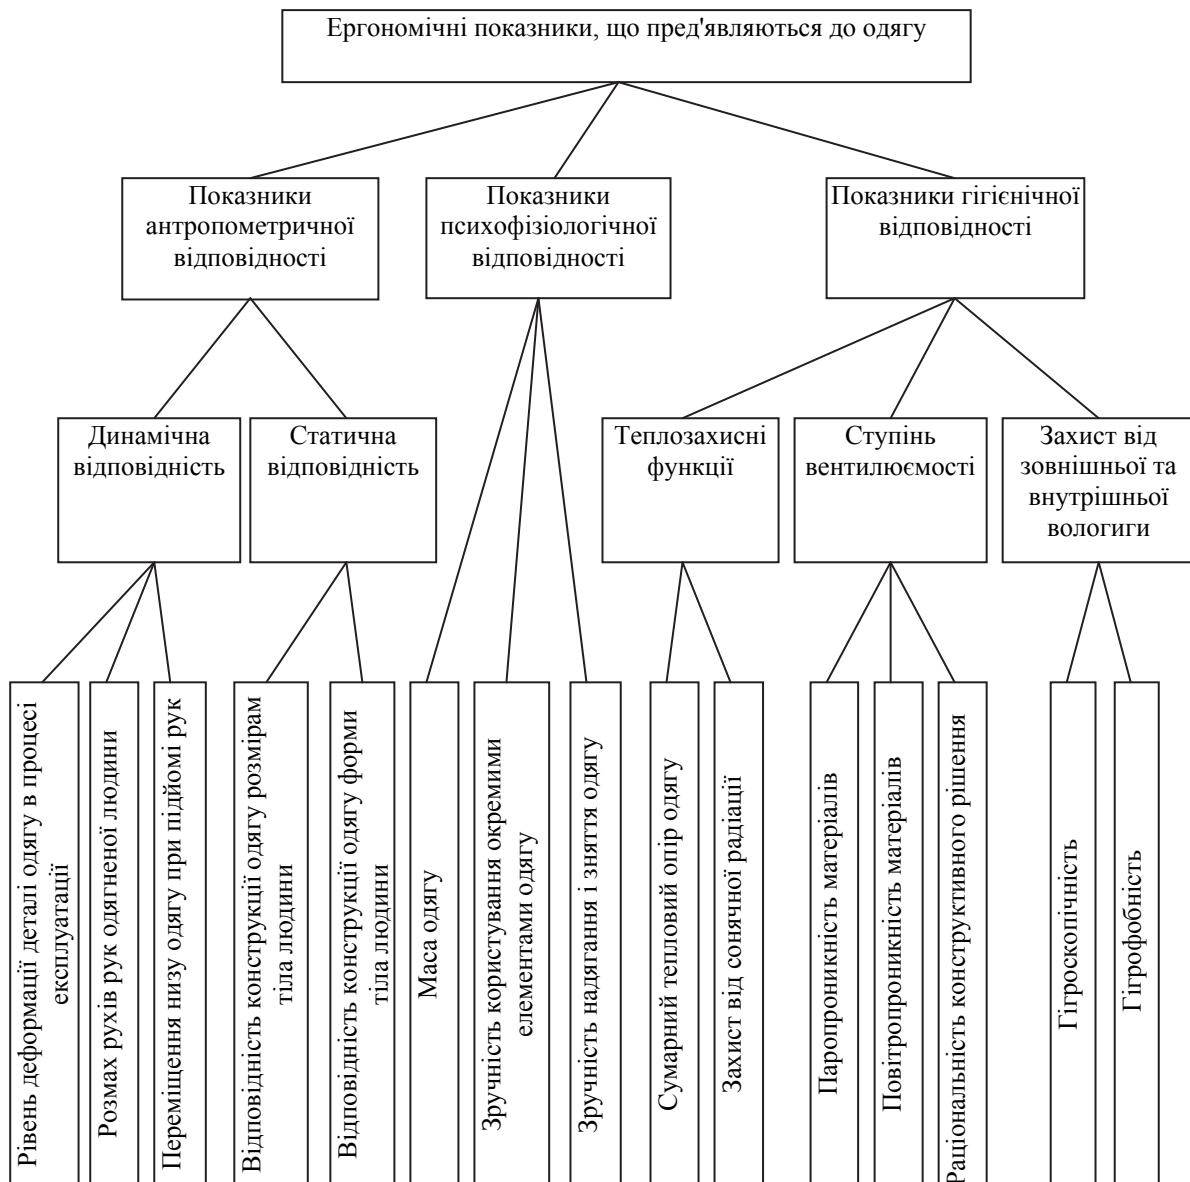 Ергономічні показники, що пред'являються до одягу
Показники
антропометричної
відповідності
Показники
психофізіологічної
відповідності
Показники гігієнічної
відповідності
Динамічна
відповідність
Статична
відповідність
Теплозахисні
функції
Ступінь
вентилюємості
Захист від
зовнішньої та
внутрішньої
вологиги
Рівень деформації деталі одягу в процесі
експлуатації
Розмах рухів рук одягненої людини
Переміщення низу одягу при підйомі рук
Відповідність конструкції одягу розмірам
тіла людини
Відповідність конструкції одягу форми
тіла людини
Маса одягу
Зручність користування окремими
елементами одягу
Зручність надягання і зняття одягу
Сумарний тепловий опір одягу
Захист від сонячної радіації
Паропроникність матеріалів
Повітропроникність матеріалів
Раціональність конструктивного рішення
Гігроскопічність
Гігрофобність